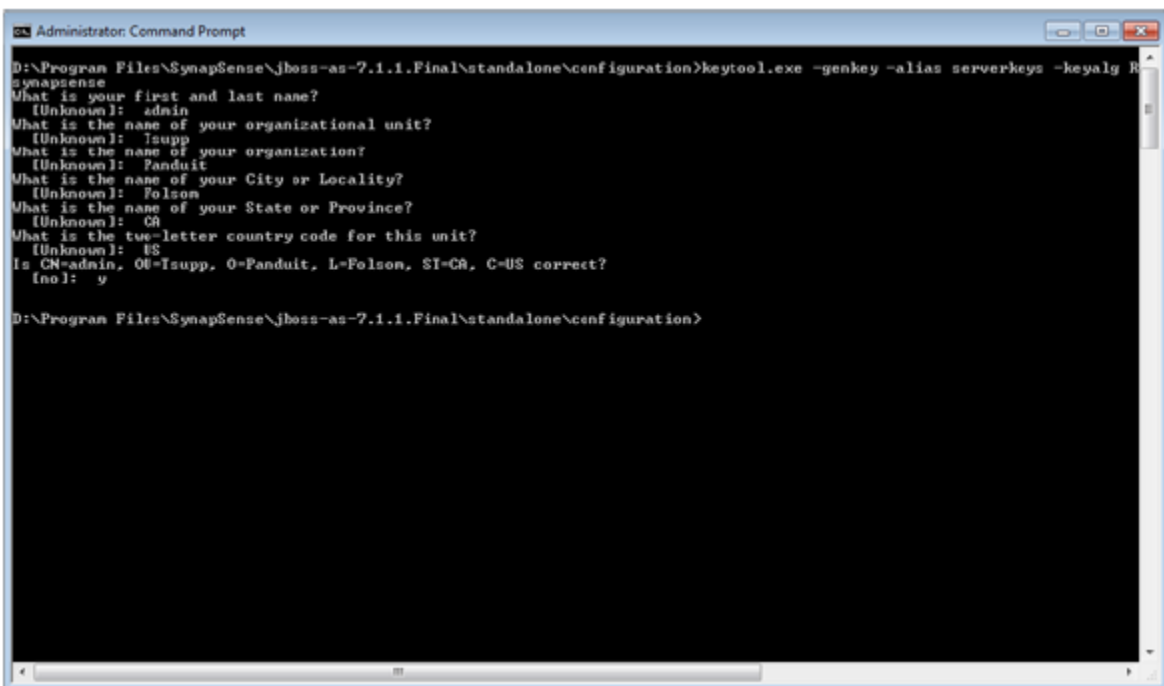 Administrator: Command Prompt
D:\Program Files\SynapSense\jboss-as-7.1.1.Final\standalone\configuration>keytool.exe -genkey -alias serverkeys -keyalg R
synapsense
What is your first and last name?
[Unknown]: admin
What is the name of your organizational unit?
[Unknown]: Tsupp
What is the name of your organization?
[Unknown]: Panduit
What is the name of your City or Locality?
[Unknown]: Folsom
What is the name of your State or Province?
[Unknown]: CA
What is the two-letter country code for this unit?
[Unknown]: US
Is CN=admin, OU=Tsupp, O=Panduit, L=Folsom, ST=CA, C=US correct?
[no]: y
D:\Program Files\SynapSense\jboss-as-7.1.1.Final\standalone\configuration>